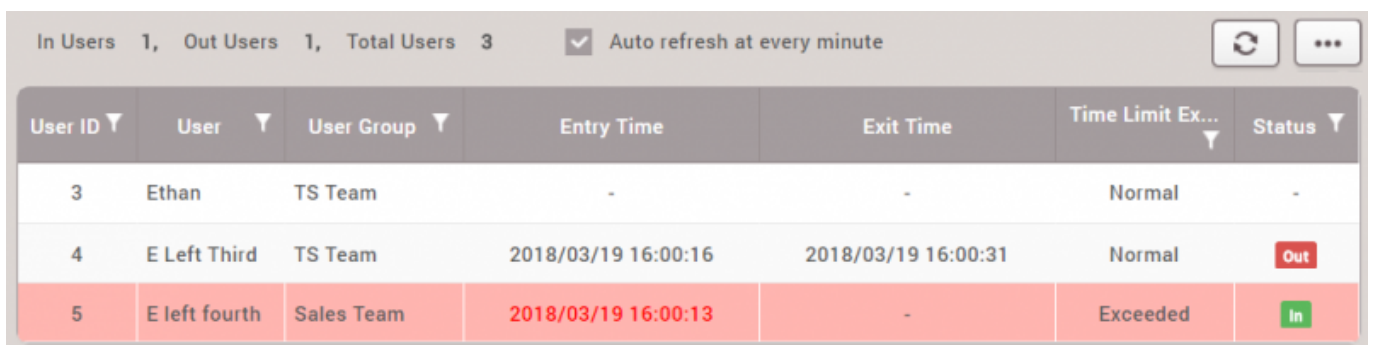 In Users 1, Out Users 1, Total Users 3 Auto refresh at every minute
User ID User User Group Entry Time Exit Time Time Limit Ex... Status
3 Ethan TS Team - - Normal -
4 E Left Third TS Team 2018/03/19 16:00:16 2018/03/19 16:00:31 Normal Out
5 E left fourth Sales Team 2018/03/19 16:00:13 - Exceeded In